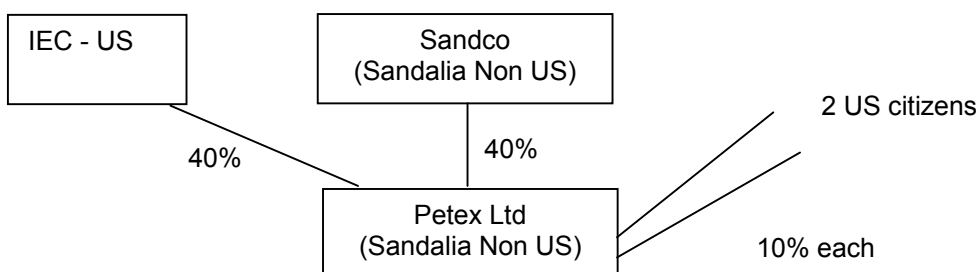 IEC - US
Sandco
(Sandalia Non US)
2 US citizens
40%
40%
Petex Ltd
(Sandalia Non US)
10% each